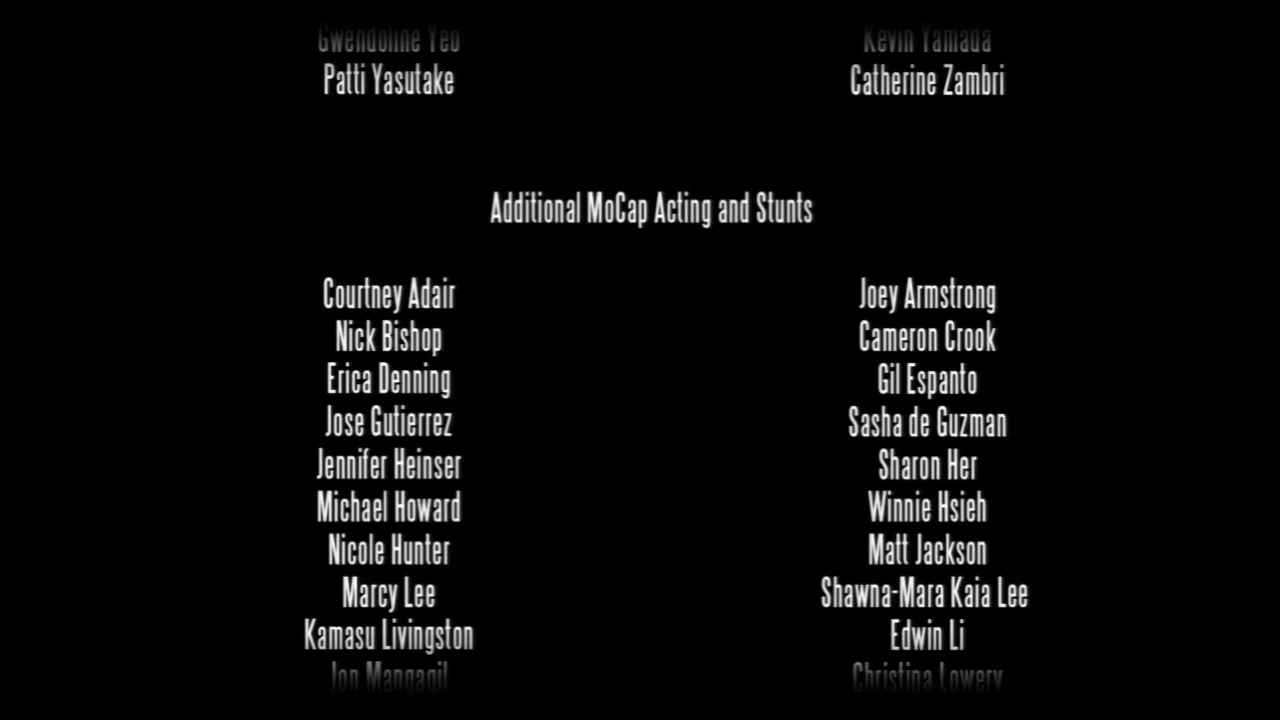 Gwendoline Yeo Kevin Yamada
Patti Yasutake Catherine Zambri
Additional MoCap Acting and Stunts
Courtney Adair Joey Armstrong
Nick Bishop Cameron Crook
Erica Denning Gil Espanto
Jose Gutierrez Sasha de Guzman
Jennifer Heinser Sharon Her
Michael Howard Winnie Hsieh
Nicole Hunter Matt Jackson
Marcy Lee Shawna-Mara Kaia Lee
Kamasu Livingston Edwin Li
Jon Mangagil Christina Lowery